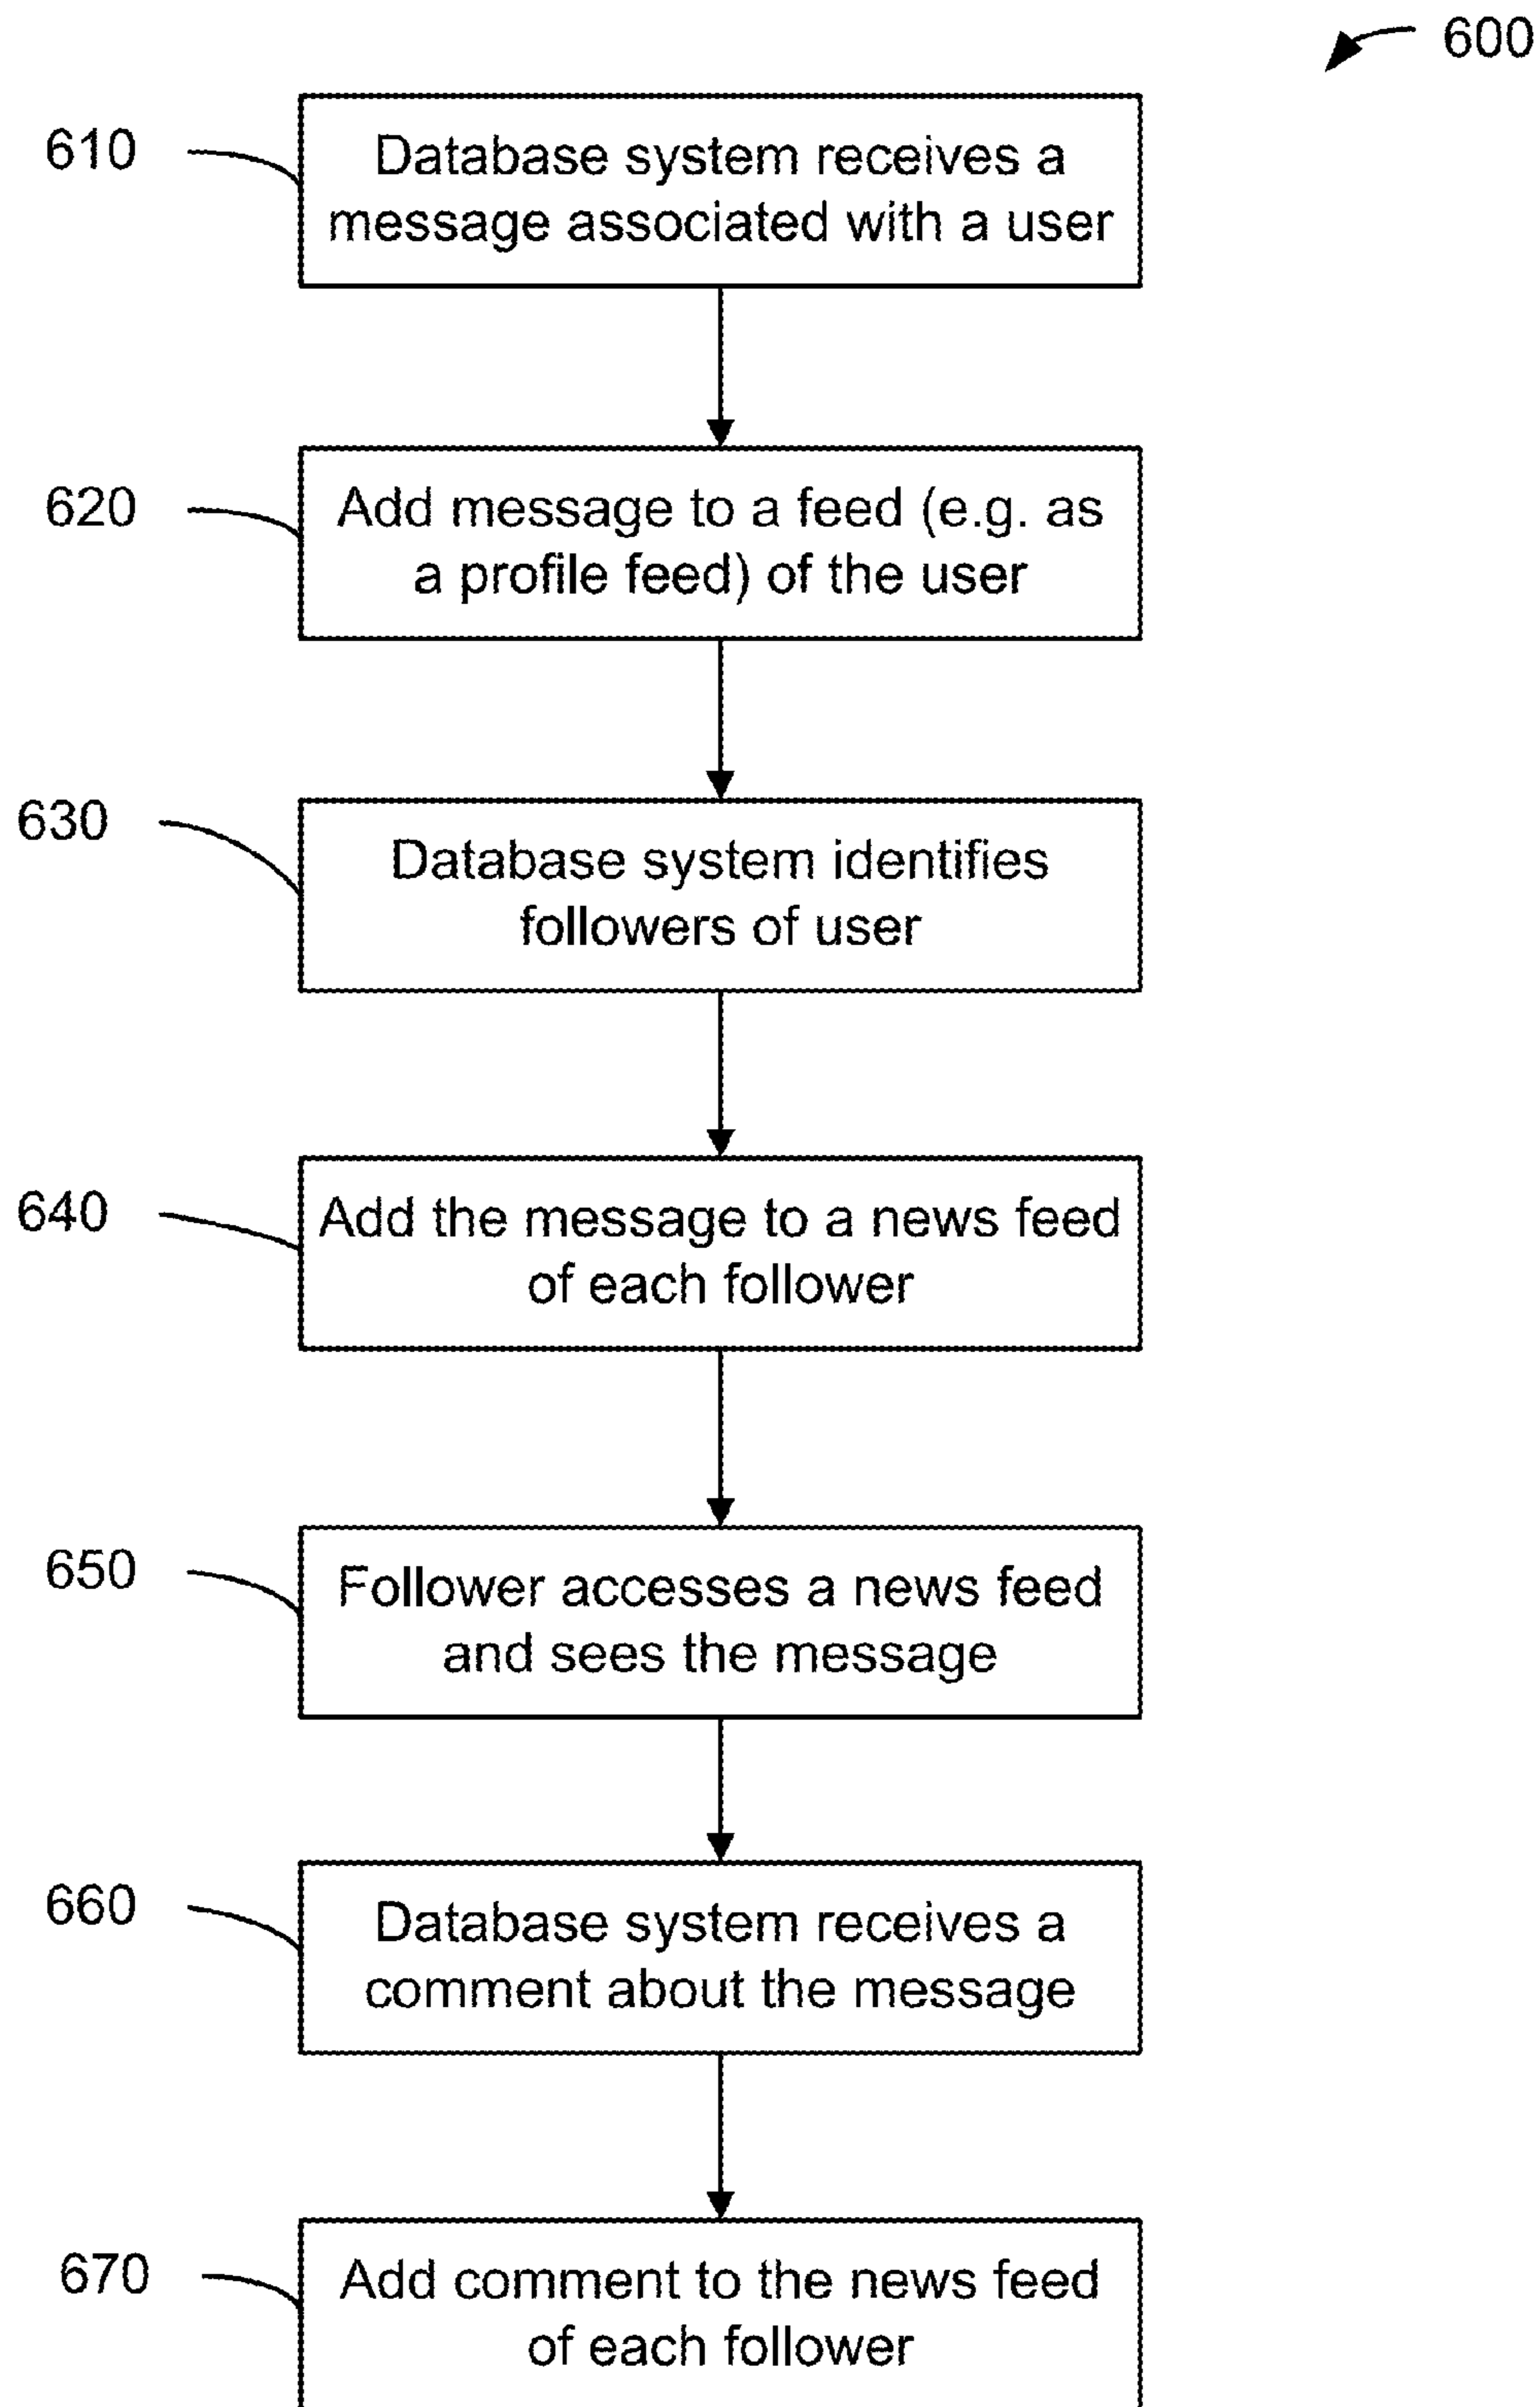 600
610
Database system receives a
message associated with a user
620
Add message to a feed (e.g. as
a profile feed) of the user
630
Database system identifies
followers of user
640
Add the message to a news feed
of each follower
650
Follower accesses a news feed
and sees the message
660
Database system receives a
comment about the message
670
Add comment to the news feed
of each follower